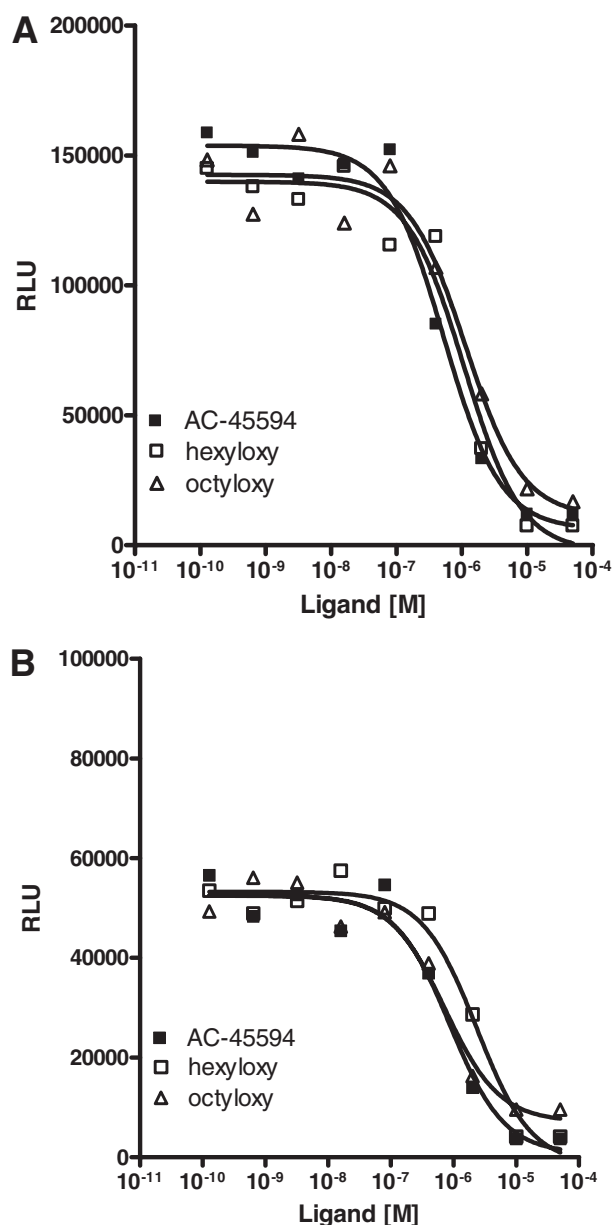 A
200000
150000
100000
50000
0
RLU
AC-45594
hexyloxy
octyloxy
10⁻¹¹ 10⁻¹⁰ 10⁻⁹ 10⁻⁸ 10⁻⁷ 10⁻⁶ 10⁻⁵ 10⁻⁴
Ligand [M]
B
100000
80000
60000
40000
20000
0
RLU
AC-45594
hexyloxy
octyloxy
10⁻¹¹ 10⁻¹⁰ 10⁻⁹ 10⁻⁸ 10⁻⁷ 10⁻⁶ 10⁻⁵ 10⁻⁴
Ligand [M]